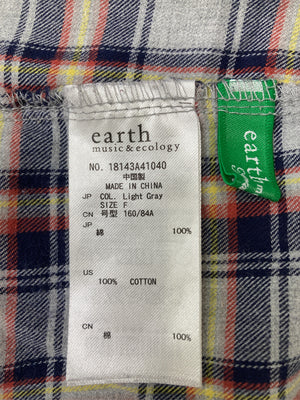 earth
music&ecology
NO. 18143A41040
中国製
MADE IN CHINA
JP COL. Light Gray
SIZE F
CN 号型 160/84A
JP
綿 100%
US
100% COTTON
CN
棉 100%
earth